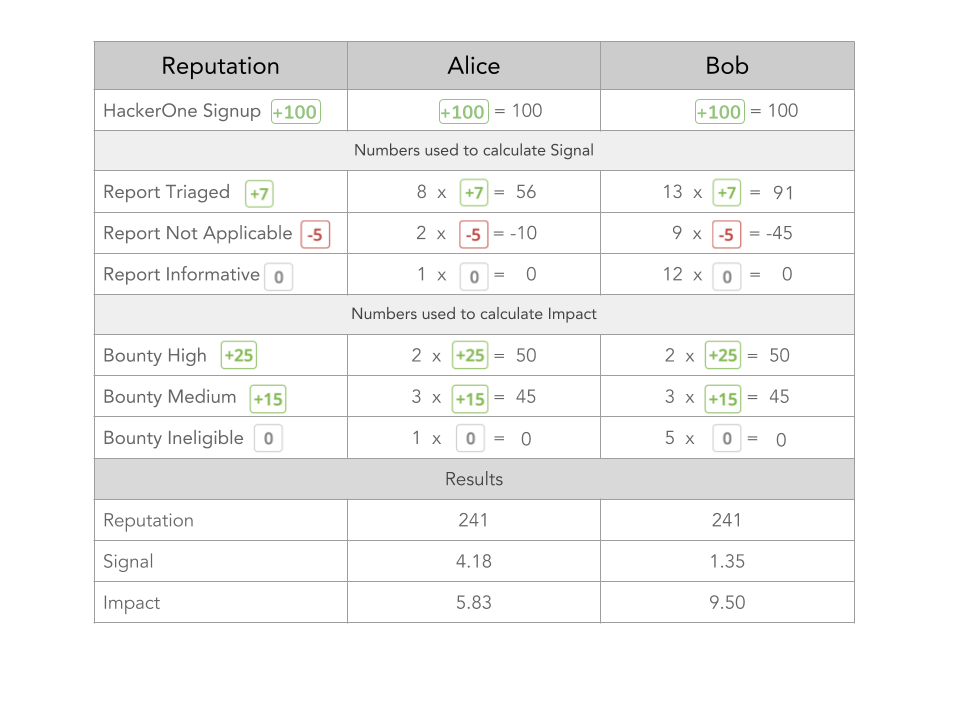 Reputation Alice Bob
HackerOne Signup +100 +100 = 100 +100 = 100
Numbers used to calculate Signal
Report Triaged +7 8 x +7 = 56 13 x +7 = 91
Report Not Applicable -5 2 x -5 = -10 9 x -5 = -45
Report Informative 0 1 x 0 = 0 12 x 0 = 0
Numbers used to calculate Impact
Bounty High +25 2 x +25 = 50 2 x +25 = 50
Bounty Medium +15 3 x +15 = 45 3 x +15 = 45
Bounty Ineligible 0 1 x 0 = 0 5 x 0 = 0
Results
Reputation 241 241
Signal 4.18 1.35
Impact 5.83 9.50